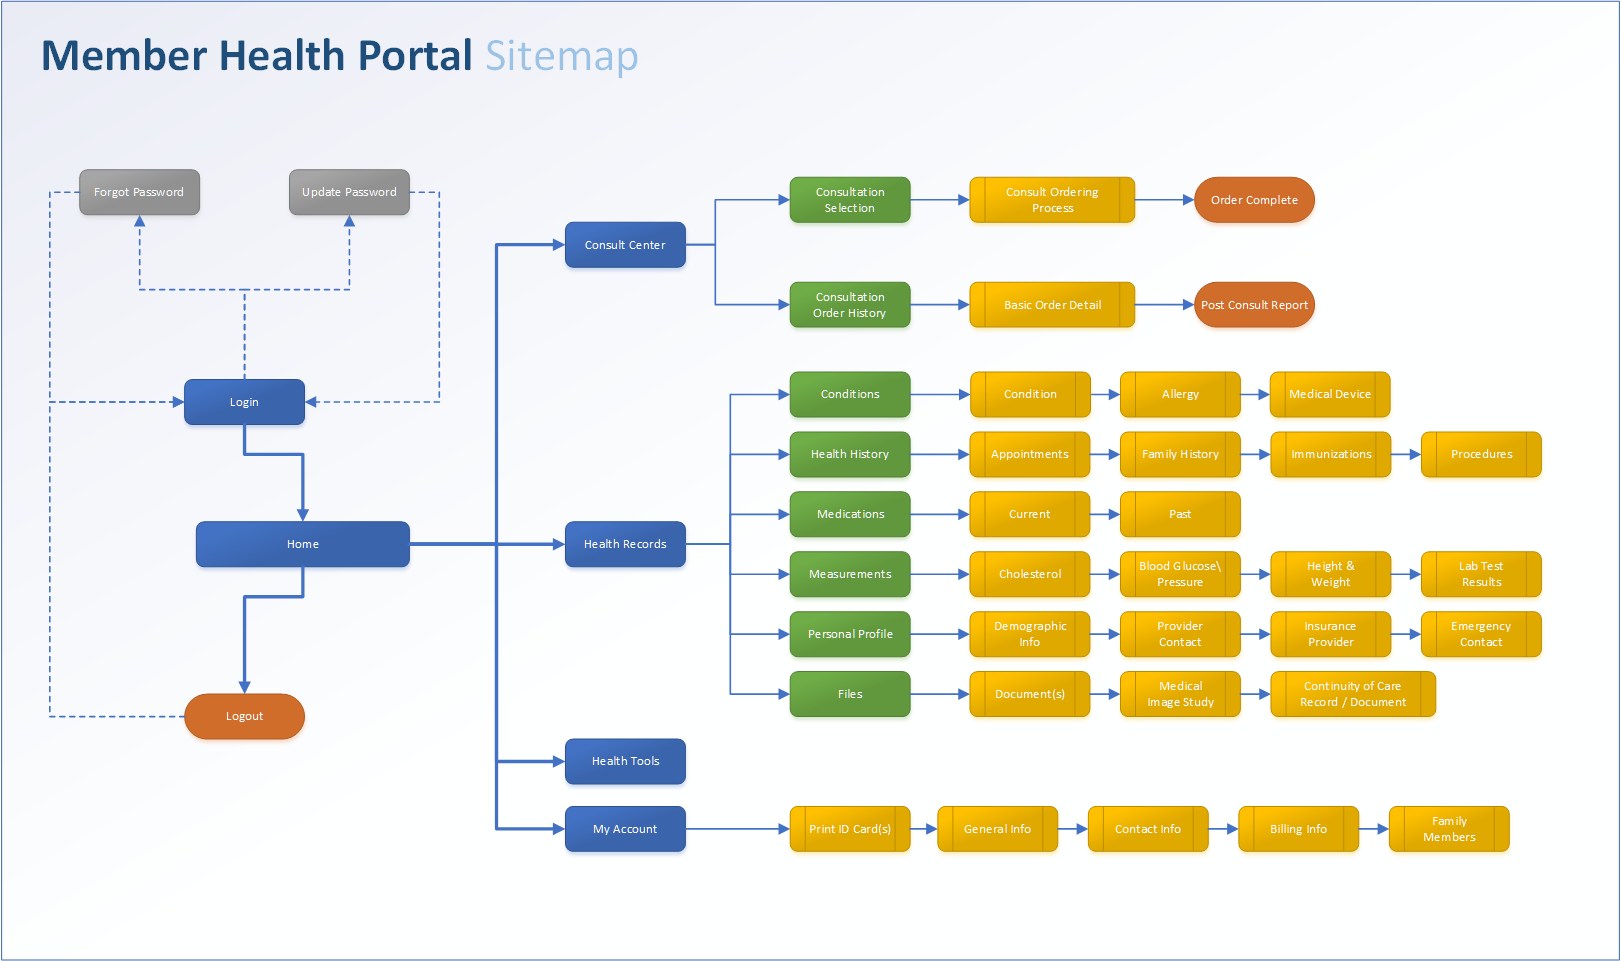 Member Health Portal Sitemap
Forgot Password
Update Password
Login
Home
Logout
Consult Center
Consultation
Selection
Consult Ordering
Process
Order Complete
Consultation
Order History
Basic Order Detail
Post Consult Report
Health Records
Conditions
Condition
Allergy
Medical Device
Health History
Appointments
Family History
Immunizations
Procedures
Medications
Current
Past
Measurements
Cholesterol
Blood Glucose\
Pressure
Height &
Weight
Lab Test
Results
Personal Profile
Demographic
Info
Provider
Contact
Insurance
Provider
Emergency
Contact
Files
Document(s)
Medical
Image Study
Continuity of Care
Record / Document
Health Tools
My Account
Print ID Card(s)
General Info
Contact Info
Billing Info
Family
Members